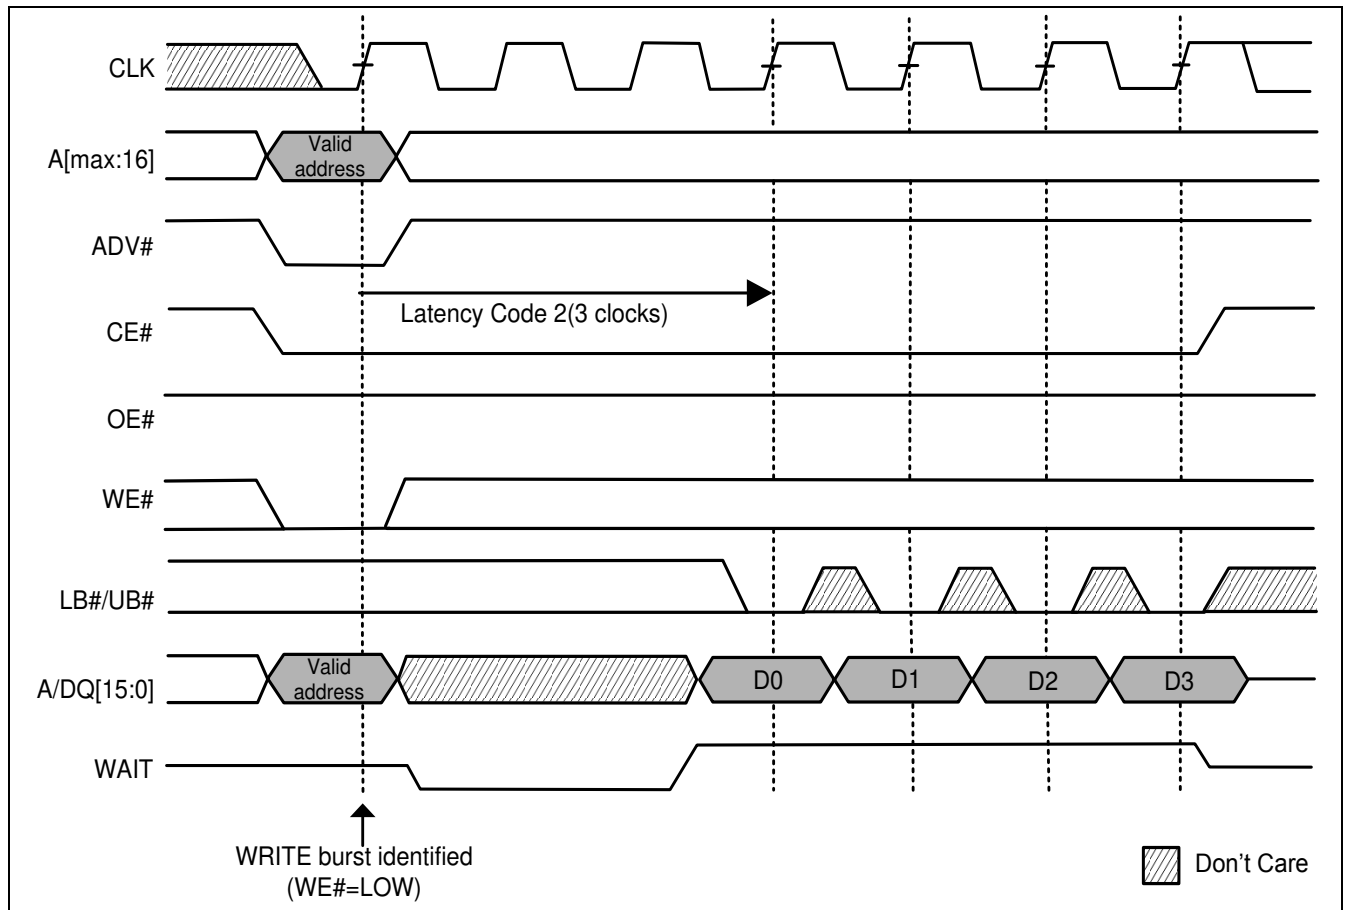 CLK
A[max:16]
Valid
address
ADV#
Latency Code 2(3 clocks)
CE#
OE#
WE#
LB#/UB#
A/DQ[15:0]
Valid
address
D0
D1
D2
D3
WAIT
WRITE burst identified
(WE#=LOW)
Don't Care